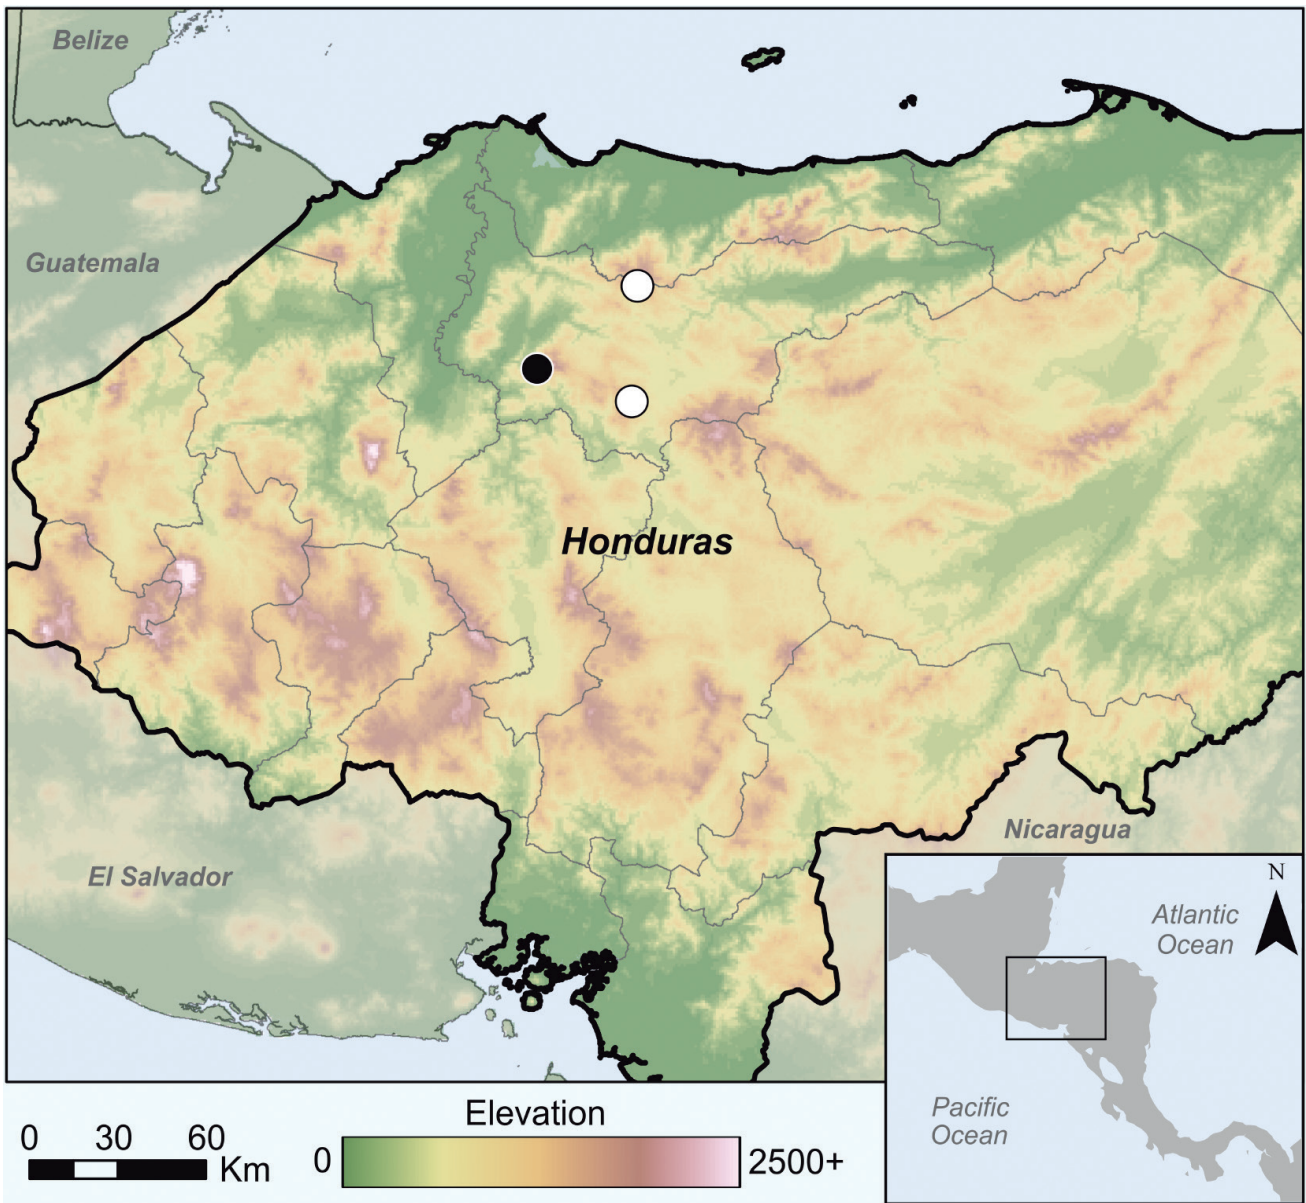 Belize
Guatemala
Honduras
Nicaragua
El Salvador
N
Atlantic
Ocean
Pacific
Ocean
Elevation
0 30 60
Km
0
2500+